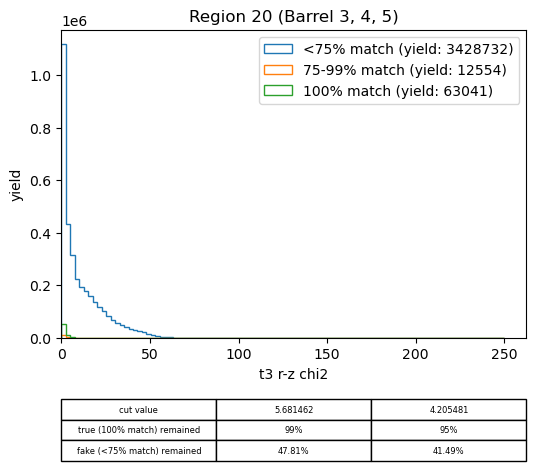 Region 20 (Barrel 3, 4, 5)
1e6
<75% match (yield: 3428732)
75-99% match (yield: 12554)
100% match (yield: 63041)
1.0
0.8
0.6
0.4
0.2
0.0
yield
0 50 100 150 200 250
t3 r-z chi2
cut value 5.681462 4.205481
true (100% match) remained 99% 95%
fake (<75% match) remained 47.81% 41.49%